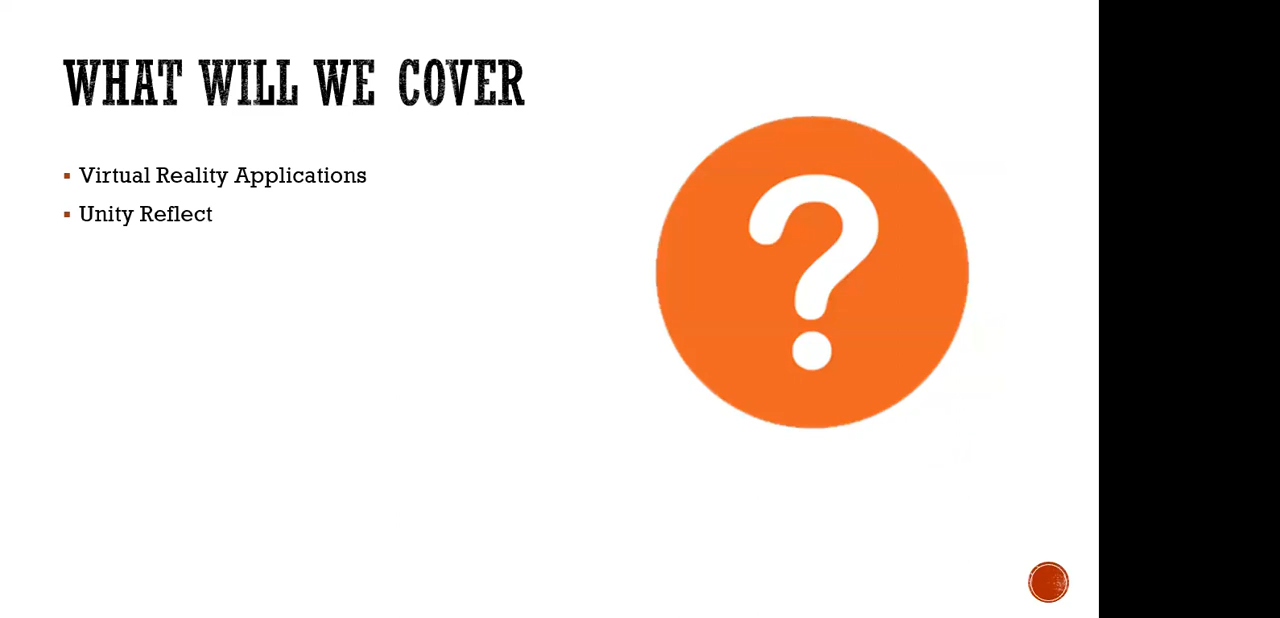 WHAT WILL WE COVER
▪ Virtual Reality Applications
▪ Unity Reflect
?